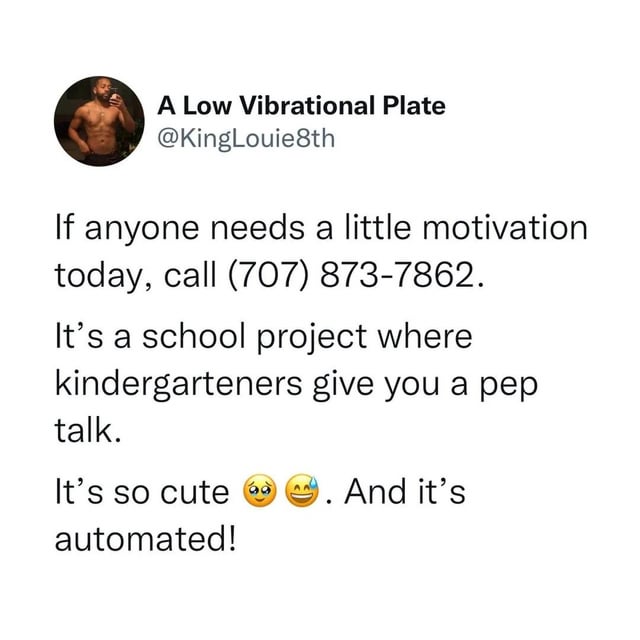 A Low Vibrational Plate
@KingLouie8th
If anyone needs a little motivation
today, call (707) 873-7862.
It’s a school project where
kindergarteners give you a pep
talk.
It’s so cute 🥹😅. And it’s
automated!